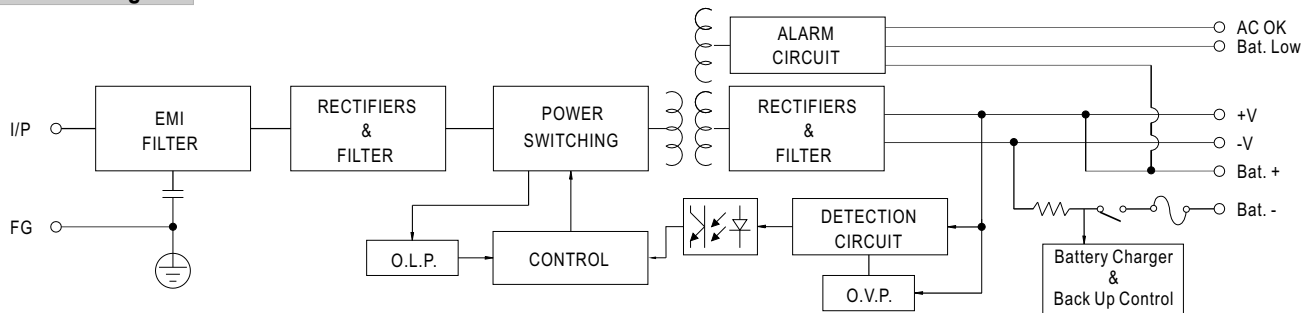 ALARM
CIRCUIT
AC OK
Bat. Low
I/P
EMI
FILTER
RECTIFIERS
&
FILTER
POWER
SWITCHING
RECTIFIERS
&
FILTER
+V
-V
Bat. +
Bat. -
FG
O.L.P.
CONTROL
DETECTION
CIRCUIT
O.V.P.
Battery Charger
&
Back Up Control